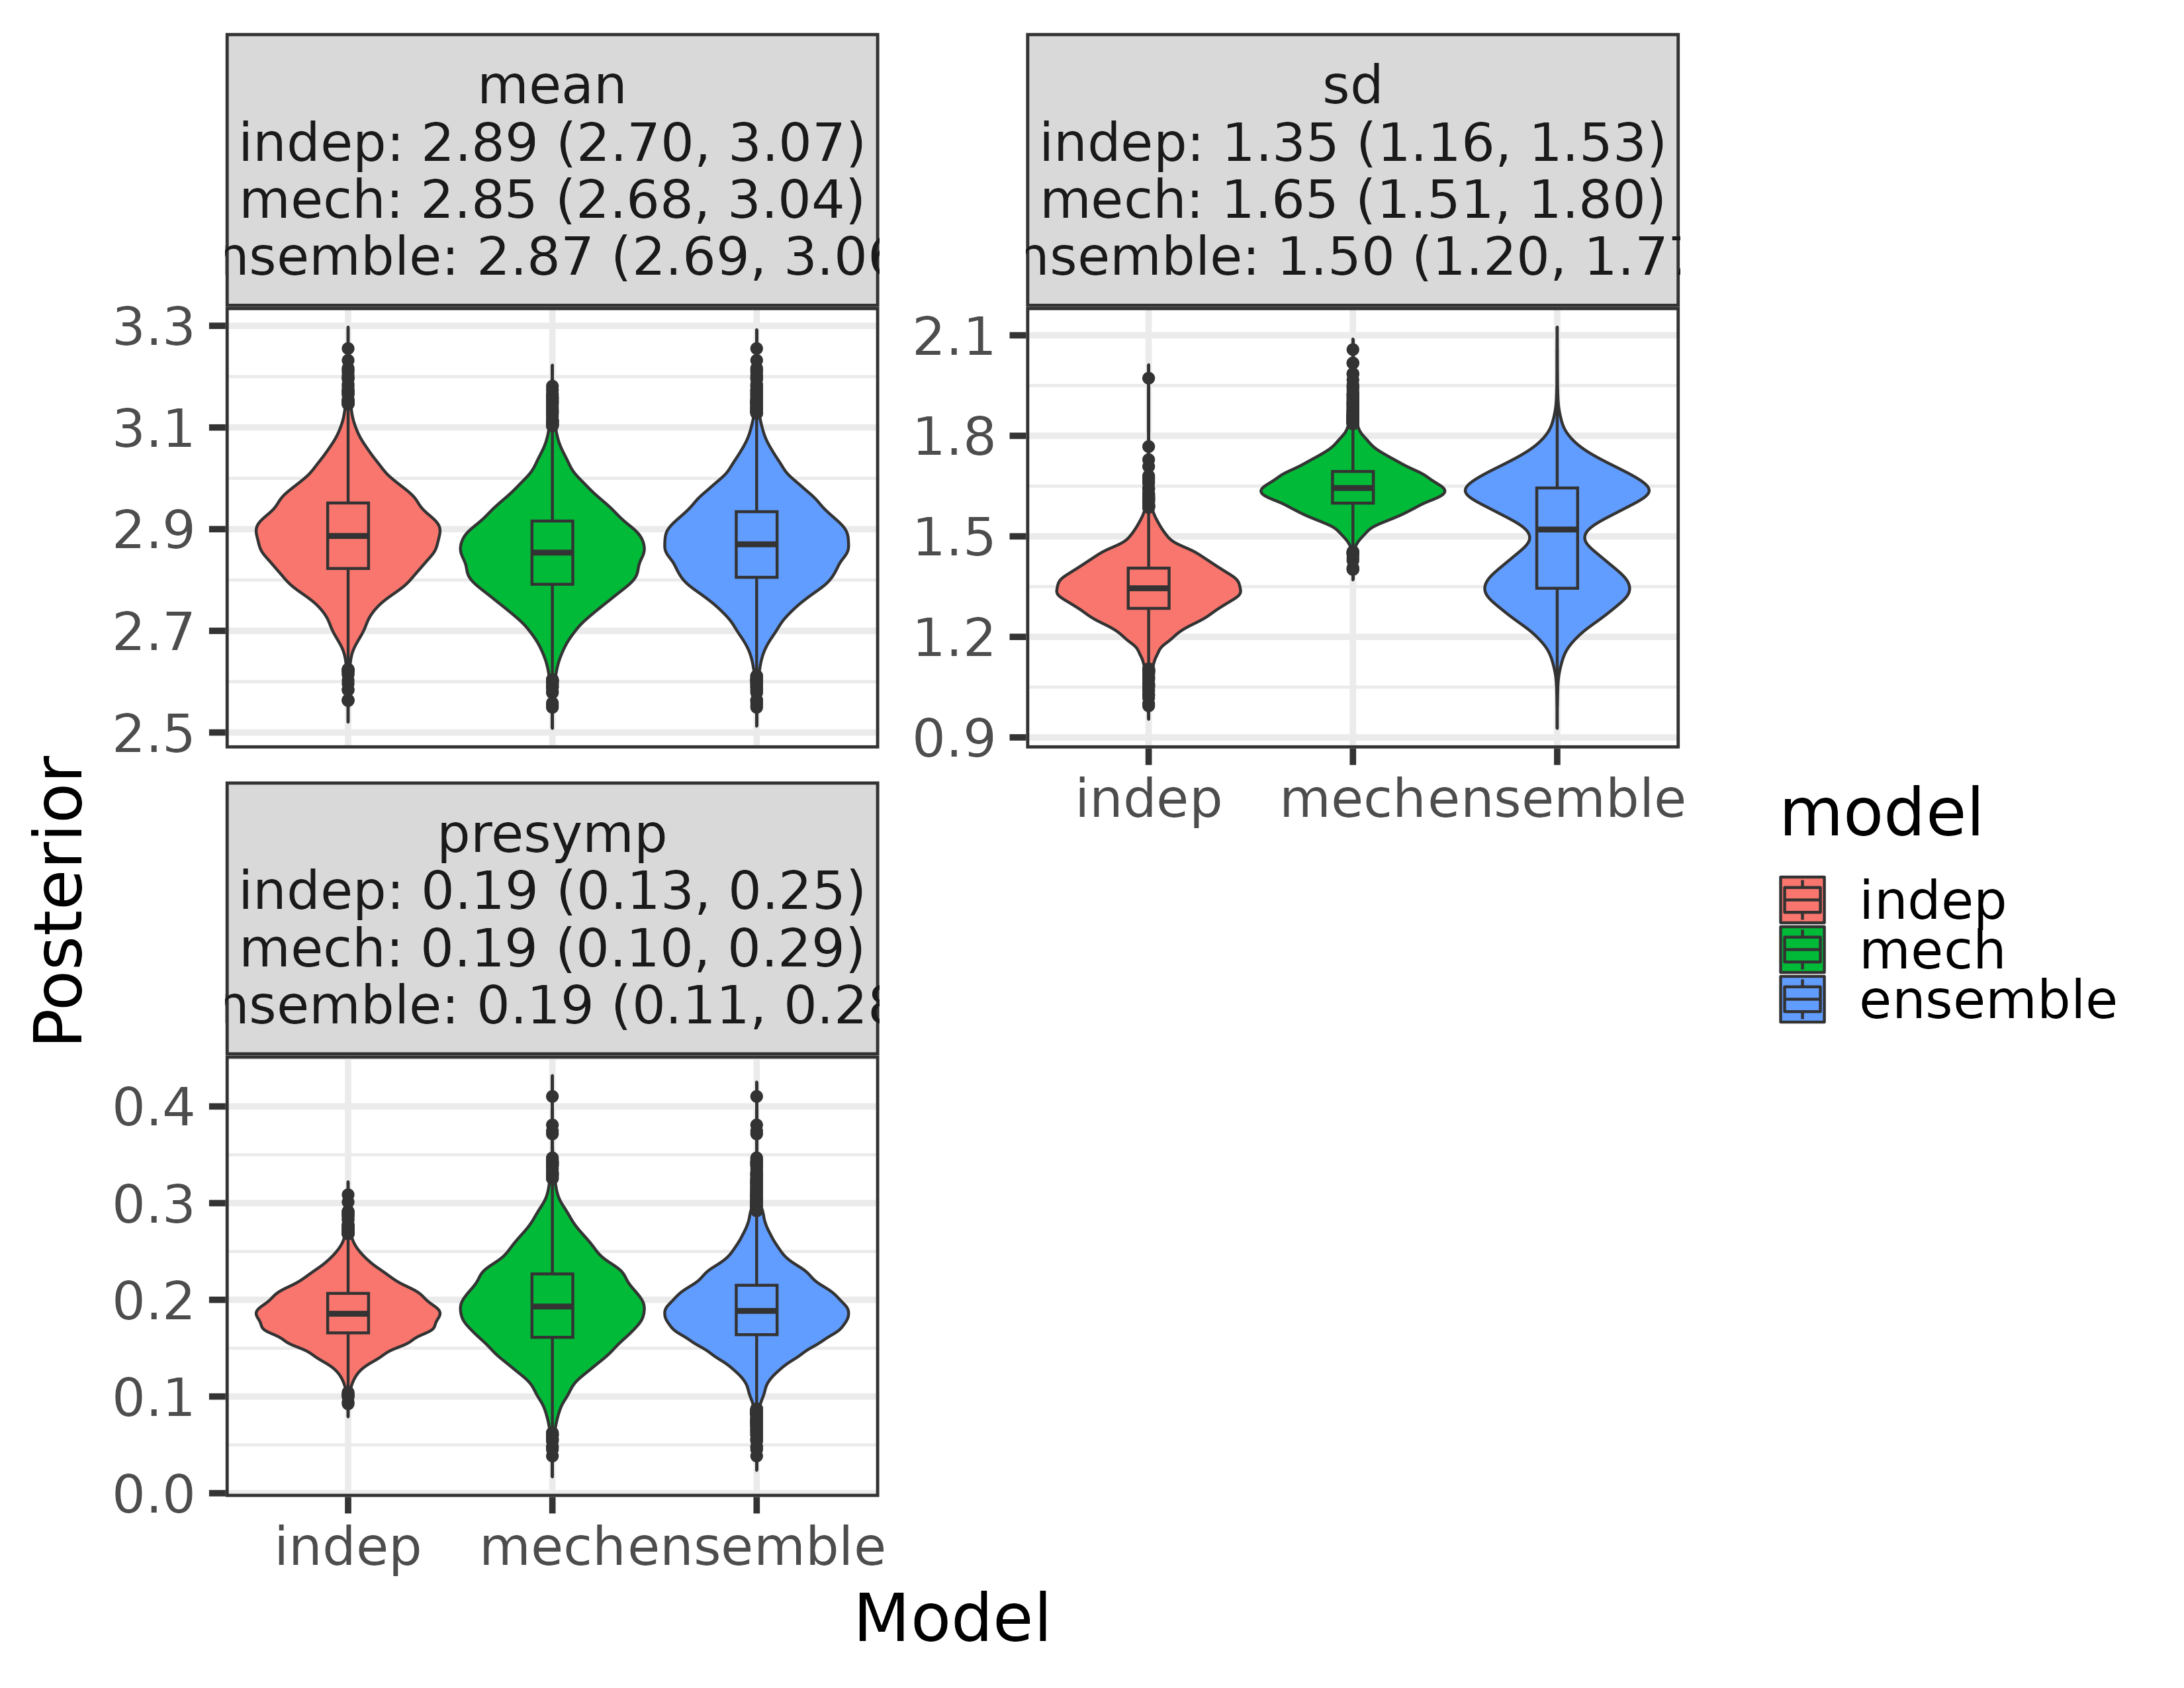 mean
indep: 2.89 (2.70, 3.07)
mech: 2.85 (2.68, 3.04)
nsemble: 2.87 (2.69, 3.0
sd
indep: 1.35 (1.16, 1.53)
mech: 1.65 (1.51, 1.80)
nsemble: 1.50 (1.20, 1.7
3.3
3.1
2.9
2.7
2.5
2.1
1.8
1.5
1.2
0.9
indep mech ensemble
presymp
indep: 0.19 (0.13, 0.25)
mech: 0.19 (0.10, 0.29)
nsemble: 0.19 (0.11, 0.2
0.4
0.3
0.2
0.1
0.0
indep mech ensemble
Posterior
Model
model
indep
mech
ensemble